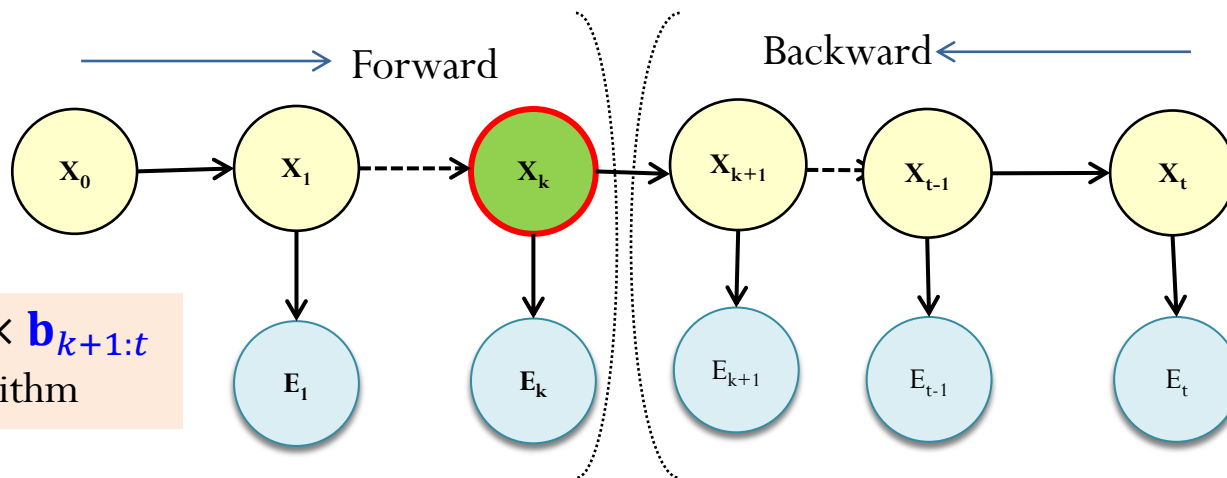 Forward
Backward
X₀
X₁
Xₖ
Xₖ₊₁
Xₜ₋₁
Xₜ
× 𝐛ₖ₊₁:ₜ
E₁
Eₖ
Eₖ₊₁
Eₜ₋₁
Eₜ
ithm